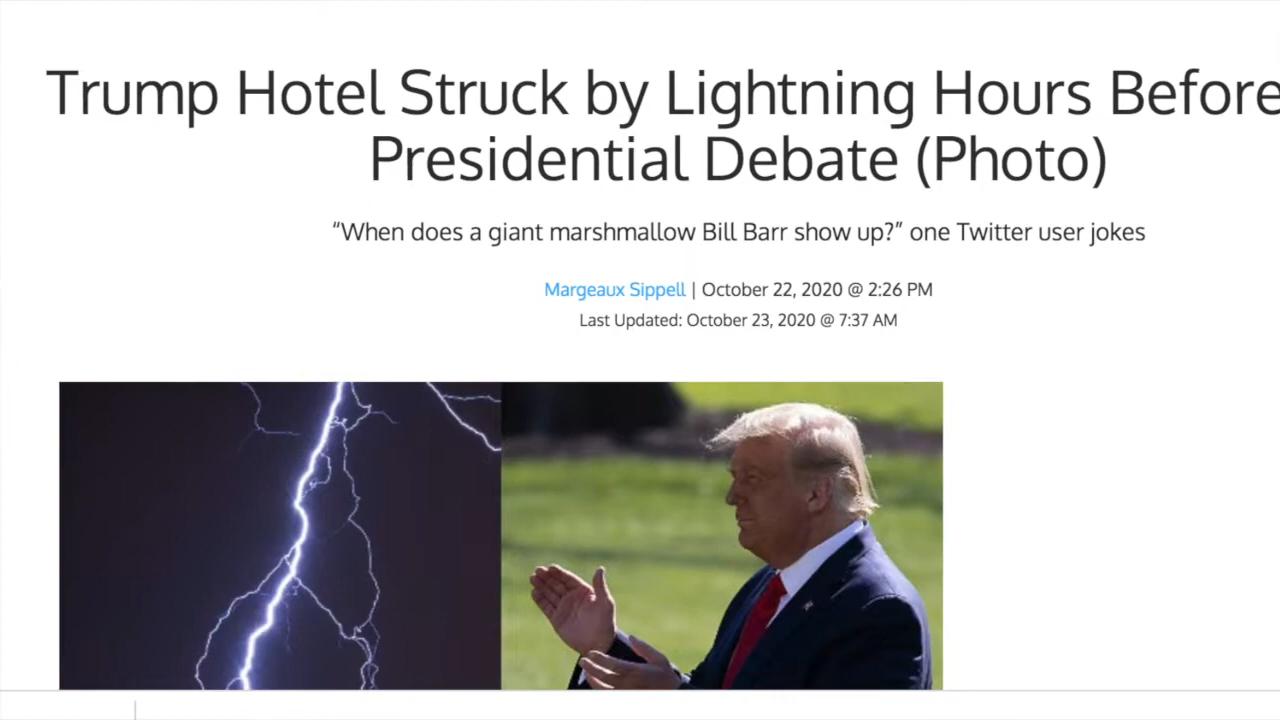 Trump Hotel Struck by Lightning Hours Before
Presidential Debate (Photo)
“When does a giant marshmallow Bill Barr show up?” one Twitter user jokes
Margeaux Sippell | October 22, 2020 @ 2:26 PM
Last Updated: October 23, 2020 @ 7:37 AM